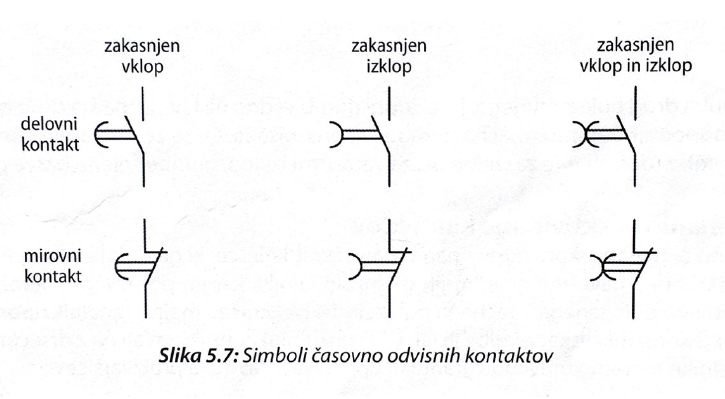 zakasnjen
vklop
zakasnjen
izklop
zakasnjen
vklop in izklop
delovni
kontakt
mirovni
kontakt
Slika 5.7: Simboli časovno odvisnih kontaktov